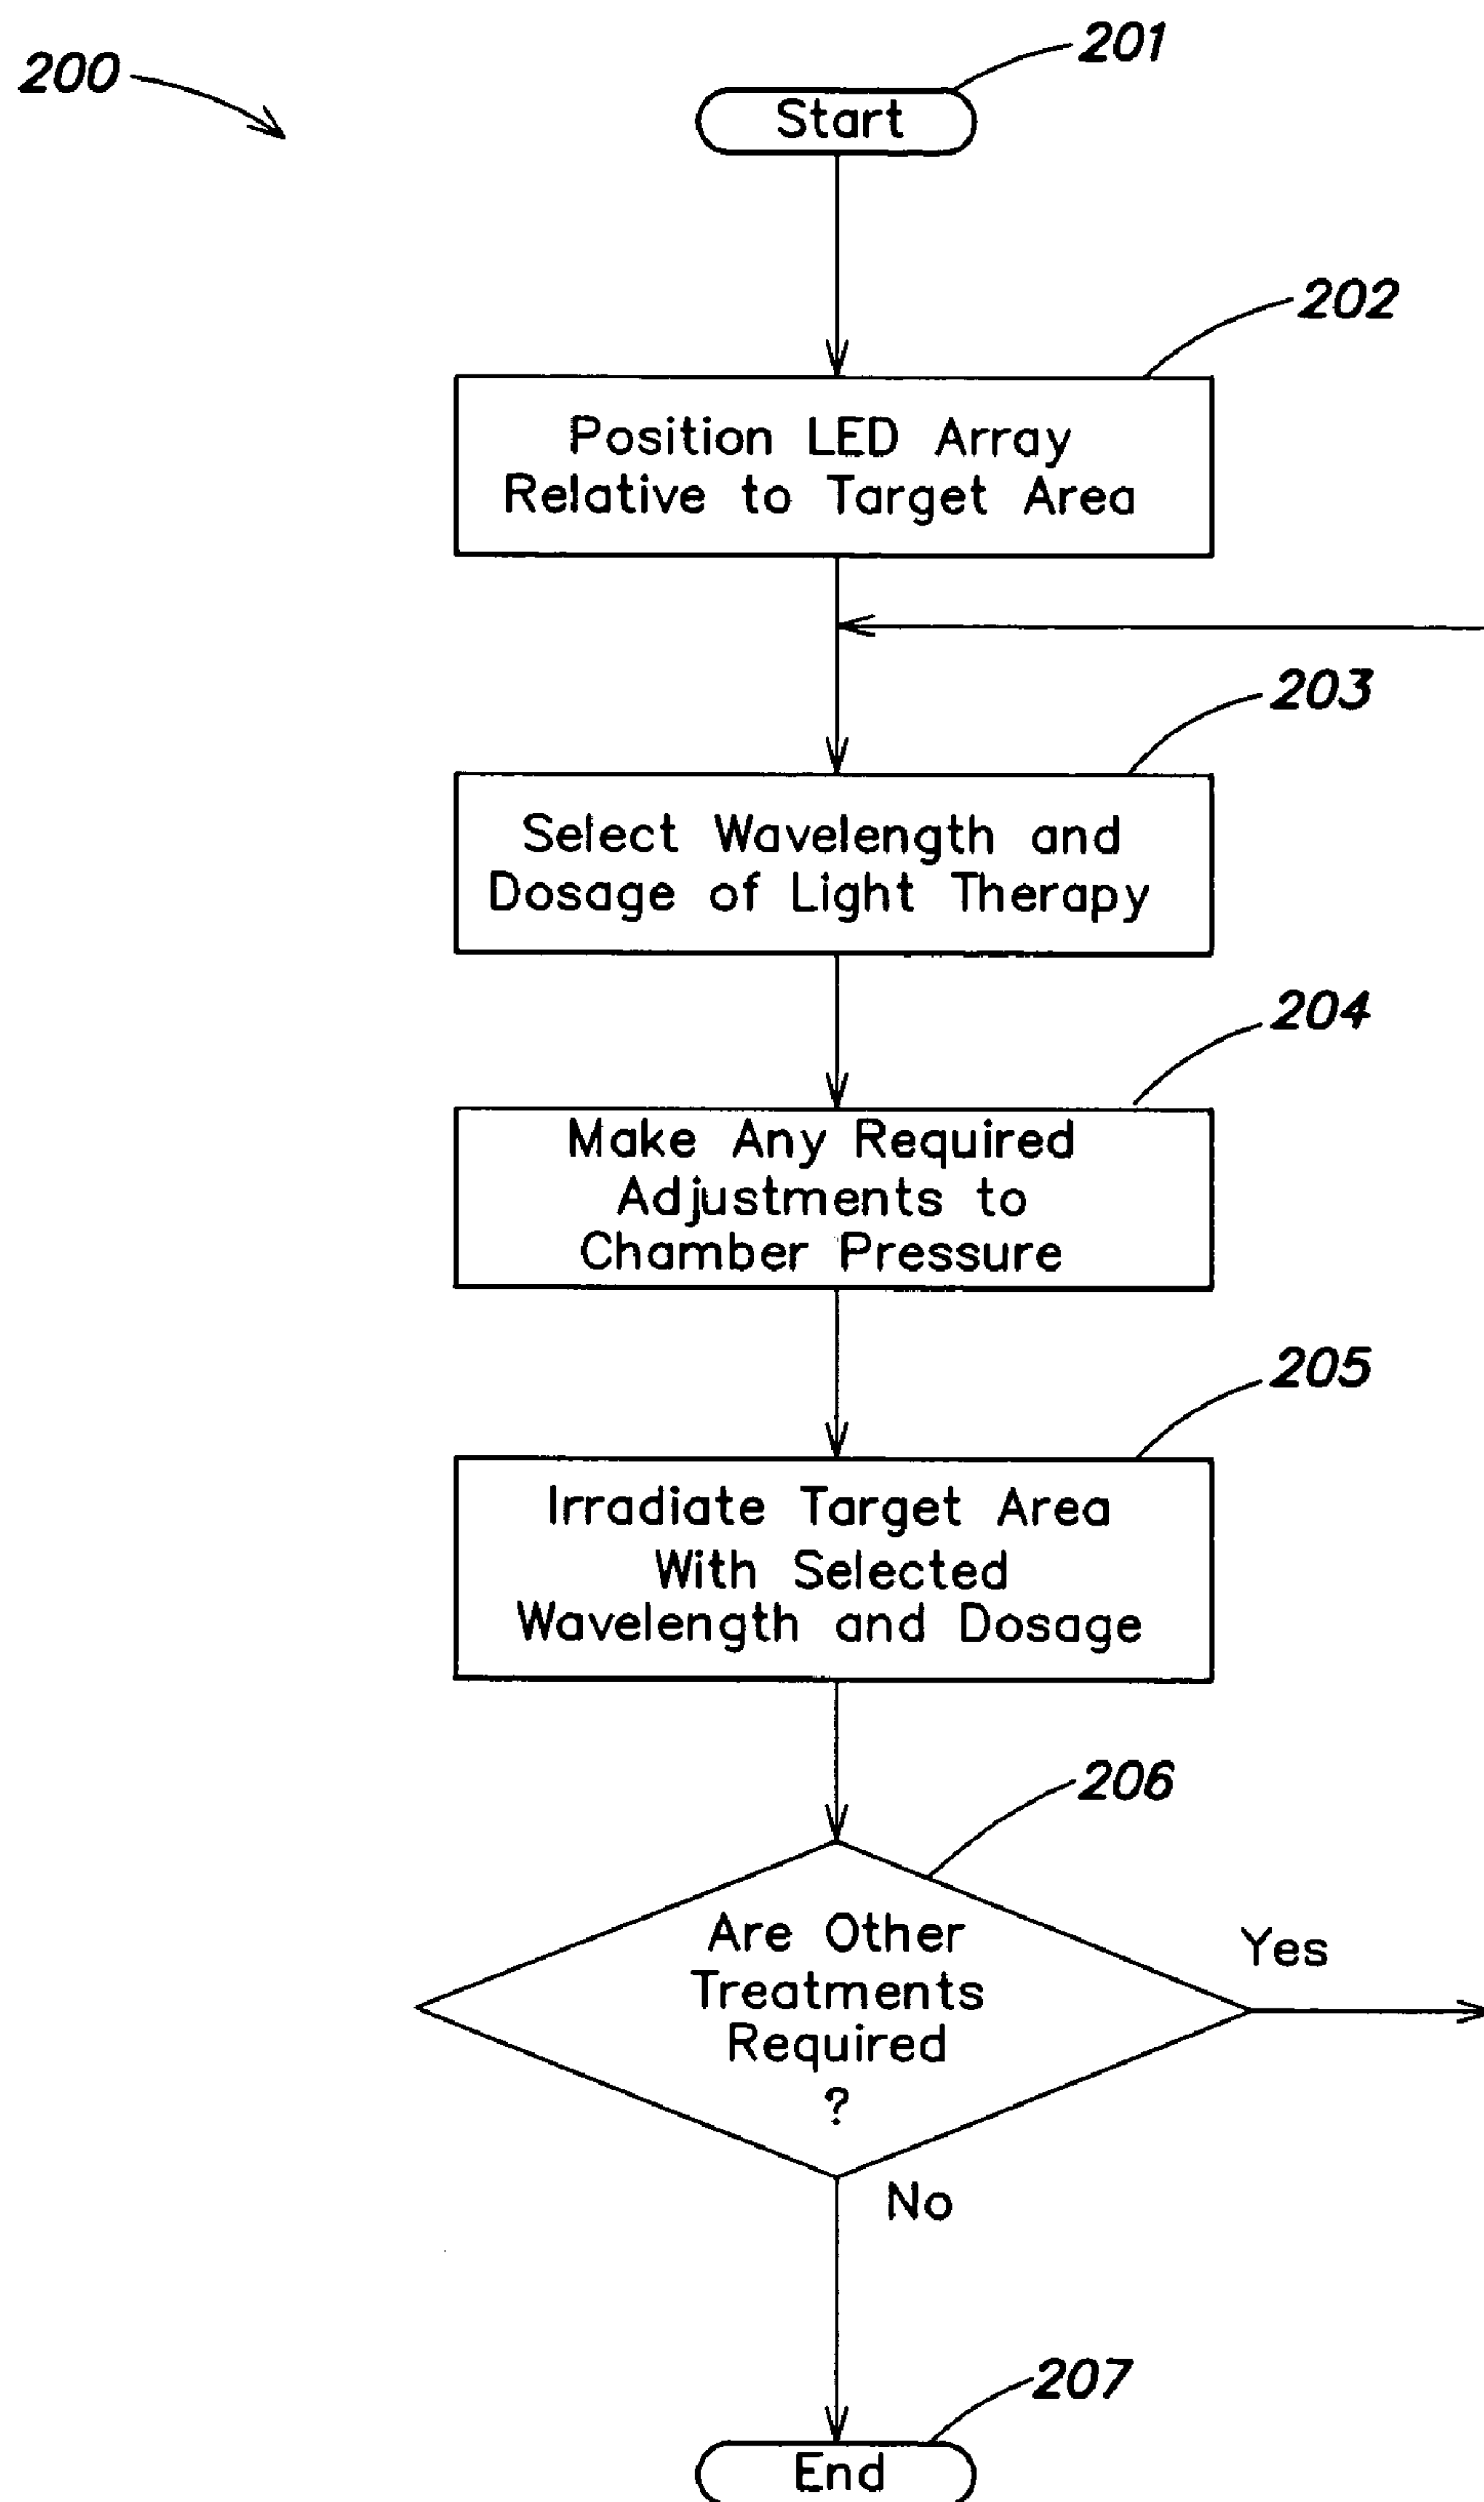 200
201
Start
202
Position LED Array
Relative to Target Area
203
Select Wavelength and
Dosage of Light Therapy
204
Make Any Required
Adjustments to
Chamber Pressure
205
Irradiate Target Area
With Selected
Wavelength and Dosage
206
Are Other
Treatments
Required
?
Yes
No
207
End